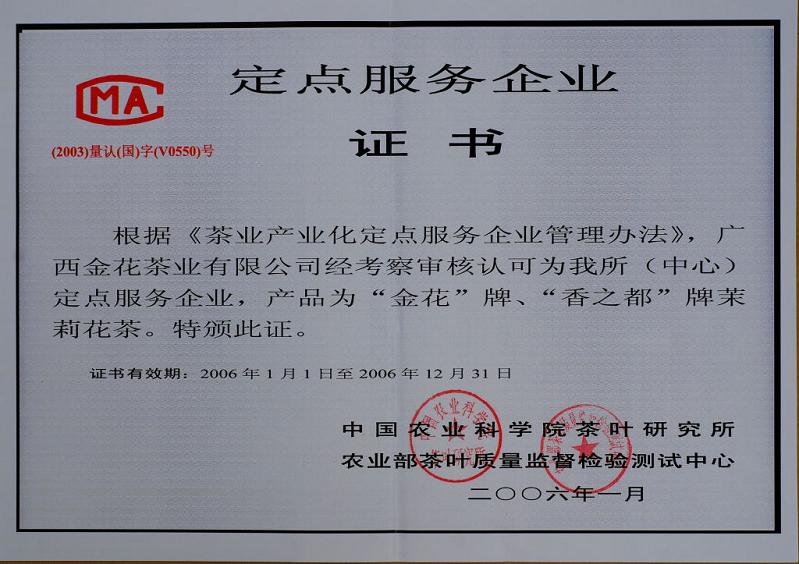 定点服务企业
CMA
证书
(2003)量认(国)字(V0550)号
根据《茶业产业化定点服务企业管理办法》，广
西金花茶业有限公司经考察审核认可为我所（中心）
定点服务企业，产品为“金花”牌、“香之都”牌茉
莉花茶。特颁此证。
证书有效期：2006年1月1日至2006年12月31日
中国农业科学院茶叶研究所
农业部茶叶质量监督检验测试中心
二〇〇六年一月